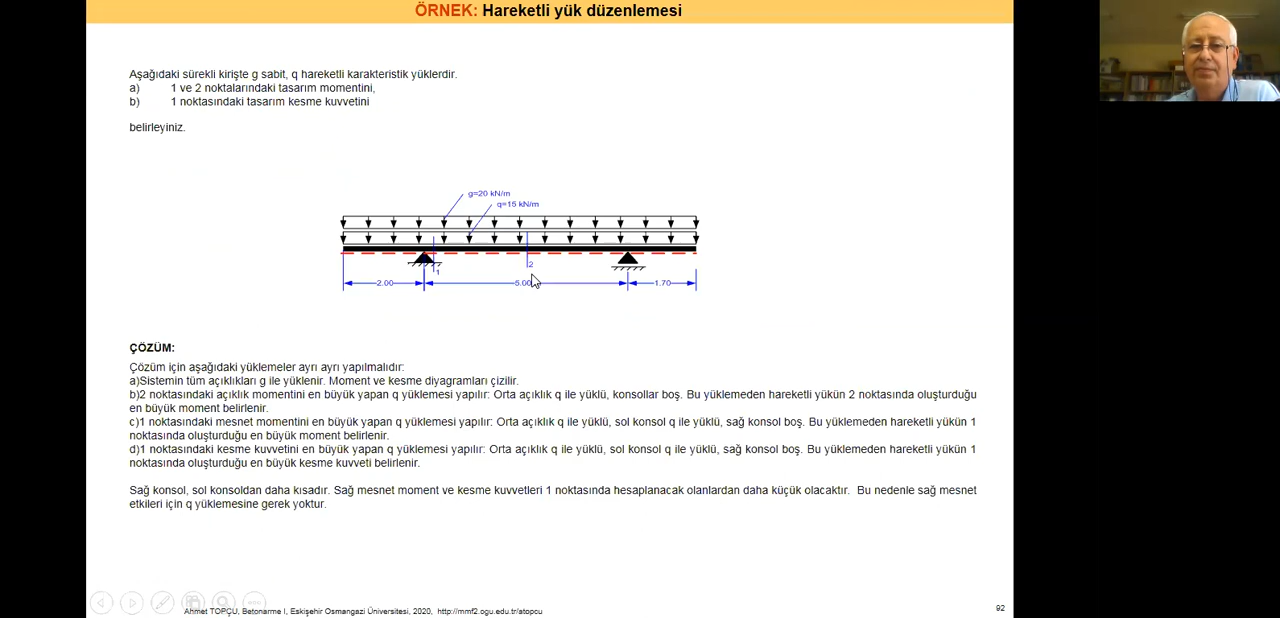 ÖRNEK: Hareketli yük düzenlemesi
Aşağıdaki sürekli kirişte g sabit, q hareketli karakteristik yüklerdir.
a) 1 ve 2 noktalarındaki tasarım momentini,
b) 1 noktasındaki tasarım kesme kuvvetini
belirleyiniz.
g=20 kN/m
q=15 kN/m
1
2
2.00
5.00
1.70
ÇÖZÜM:
Çözüm için aşağıdaki yüklemeler ayrı ayrı yapılmalıdır:
a)Sistemin tüm açıklıkları g ile yüklenir. Moment ve kesme diyagramları çizilir.
b)2 noktasındaki açıklık momentini en büyük yapan q yüklemesi yapılır: Orta açıklık q ile yüklü, konsollar boş. Bu yüklemeden hareketli yükün 2 noktasında oluşturduğu
en büyük moment belirlenir.
c)1 noktasındaki mesnet momentini en büyük yapan q yüklemesi yapılır: Orta açıklık q ile yüklü, sol konsol q ile yüklü, sağ konsol boş. Bu yüklemeden hareketli yükün 1
noktasında oluşturduğu en büyük moment belirlenir.
d)1 noktasındaki kesme kuvvetini en büyük yapan q yüklemesi yapılır: Orta açıklık q ile yüklü, sol konsol q ile yüklü, sağ konsol boş. Bu yüklemeden hareketli yükün 1
noktasında oluşturduğu en büyük kesme kuvveti belirlenir.
Sağ konsol, sol konsoldan daha kısadır. Sağ mesnet moment ve kesme kuvvetleri 1 noktasında hesaplanacak olanlardan daha küçük olacaktır. Bu nedenle sağ mesnet
etkileri için q yüklemesine gerek yoktur.
Ahmet TOPÇU, Betonarme I, Eskişehir Osmangazi Üniversitesi, 2020, http://mmf2.ogu.edu.tr/atopcu
92